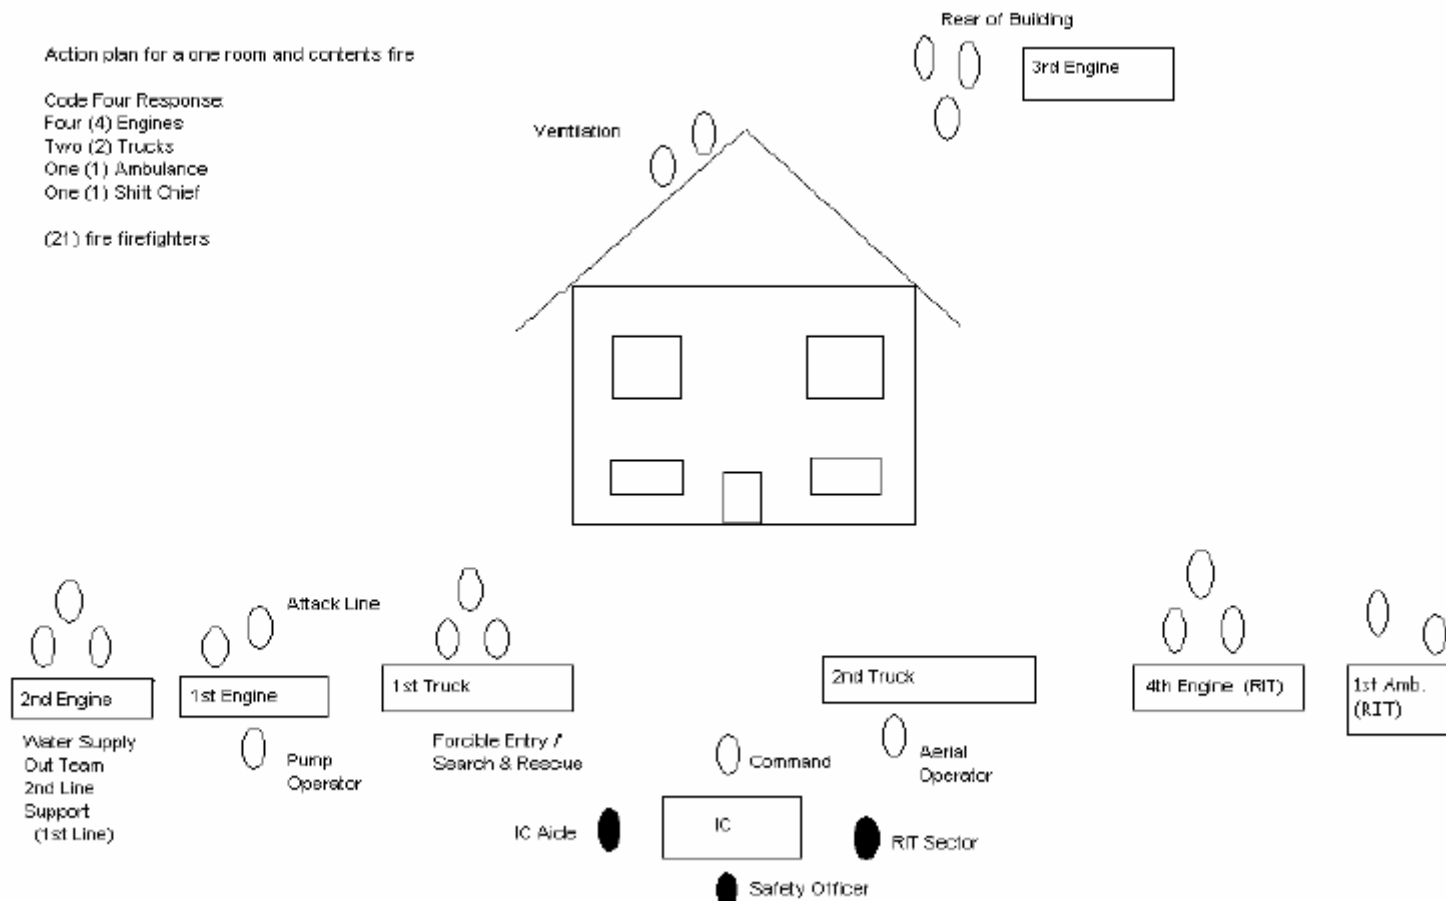 Action plan for a one room and contents fire
Code Four Response
Four (4) Engines
Two (2) Trucks
One (1) Ambulance
One (1) Shift Chief
(21) fire firefighters
Rear of Building
3rd Engine
Ventilation
Attack Line
2nd Engine
1st Engine
1st Truck
2nd Truck
4th Engine (RIT)
1st Amb.
(RIT)
Water Supply
Out Team
2nd Line
Support
(1st Line)
Pump
Operator
Forcible Entry /
Search & Rescue
Command
Aerial
Operator
IC Aide
IC
RIT Sector
Safety Officer